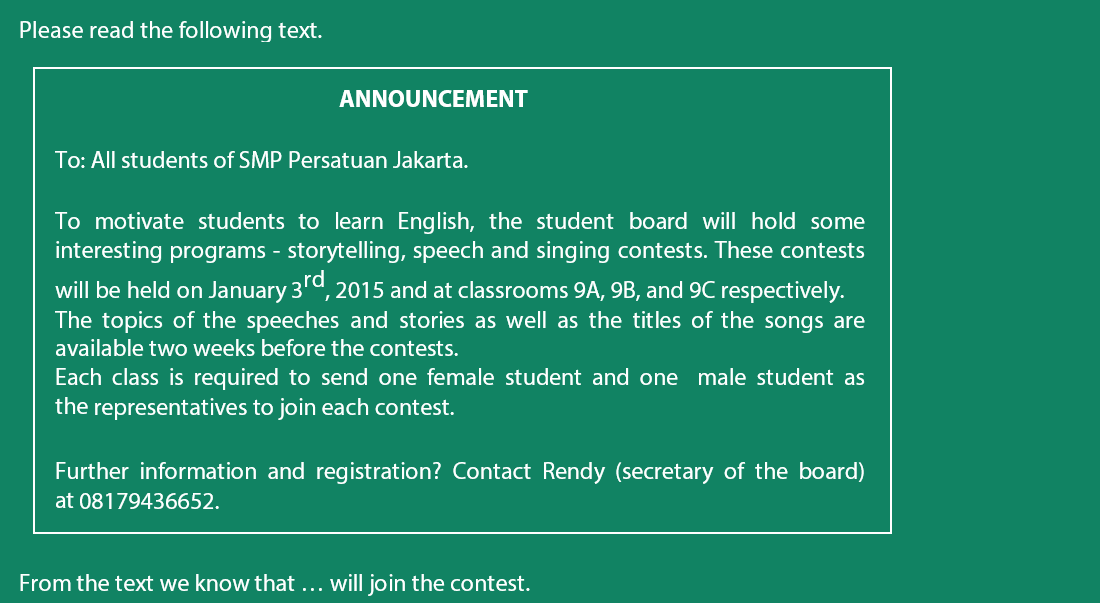 Please read the following text.
ANNOUNCEMENT
To: All students of SMP Persatuan Jakarta.
To motivate students to learn English, the student board will hold some
interesting programs - storytelling, speech and singing contests. These contests
will be held on January 3rd, 2015 and at classrooms 9A, 9B, and 9C respectively.
The topics of the speeches and stories as well as the titles of the songs are
available two weeks before the contests.
Each class is required to send one female student and one male student as
the representatives to join each contest.
Further information and registration? Contact Rendy (secretary of the board)
at 08179436652.
From the text we know that … will join the contest.